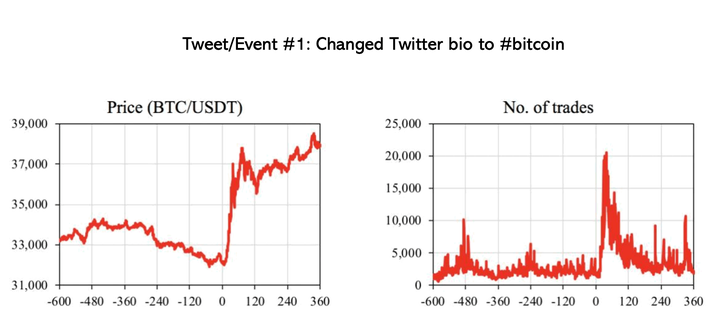 Tweet/Event #1: Changed Twitter bio to #bitcoin
Price (BTC/USDT)
39,000
37,000
35,000
33,000
31,000
-600 -480 -360 -240 -120 0 120 240 360
No. of trades
25,000
20,000
15,000
10,000
5,000
0
-600 -480 -360 -240 -120 0 120 240 360